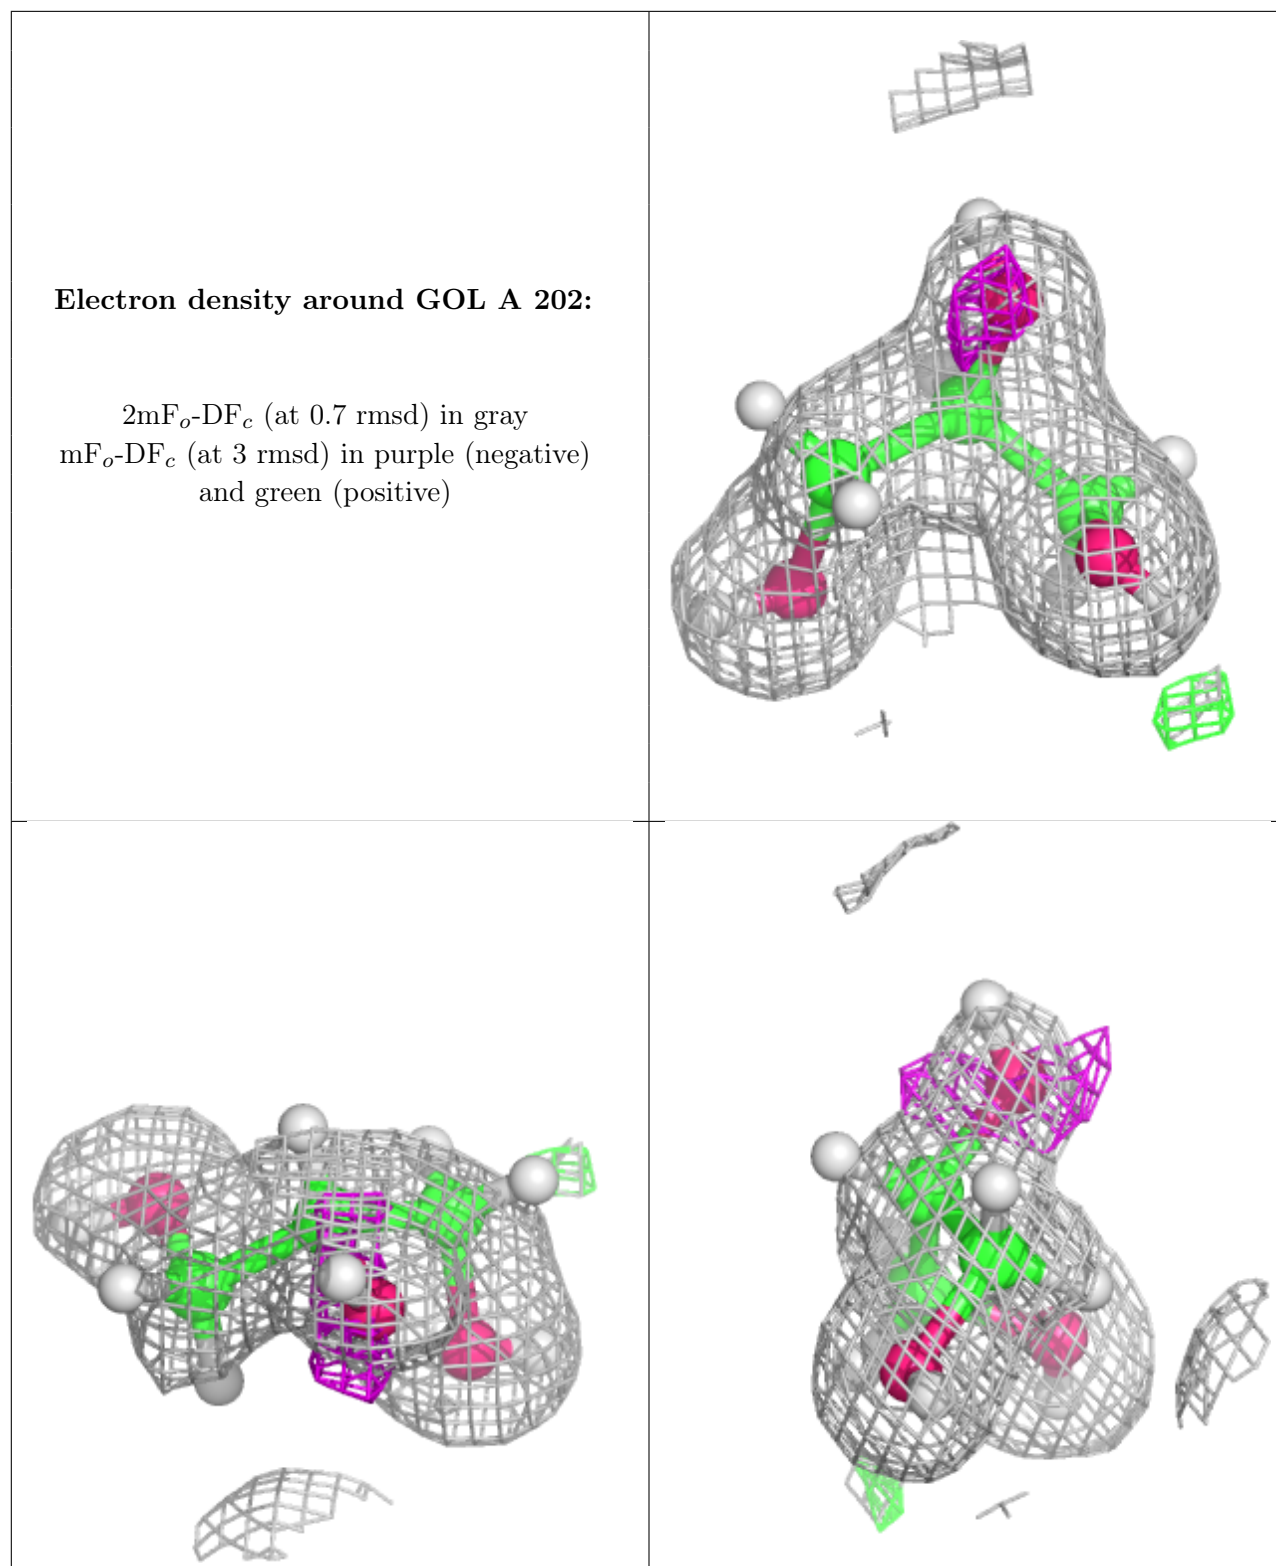 Electron density around GOL A 202:
2mFₒ-DF𝒸 (at 0.7 rmsd) in gray
mFₒ-DF𝒸 (at 3 rmsd) in purple (negative)
and green (positive)